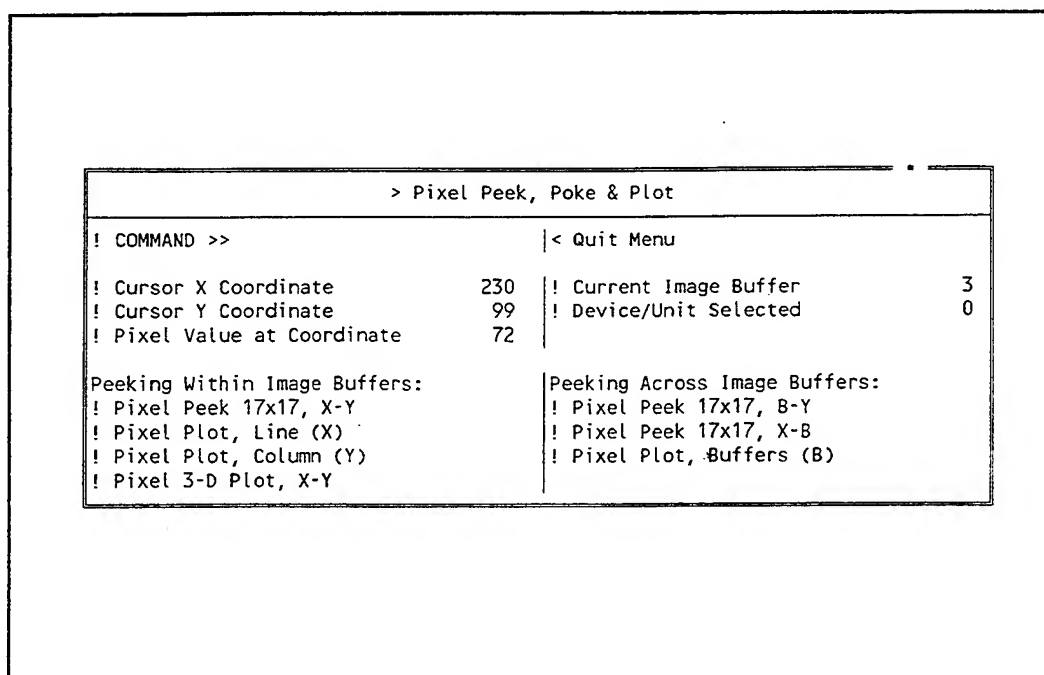 > Pixel Peek, Poke & Plot
! COMMAND >> |< Quit Menu
! Cursor X Coordinate 230 |! Current Image Buffer 3
! Cursor Y Coordinate 99 |! Device/Unit Selected 0
! Pixel Value at Coordinate 72 |
Peeking Within Image Buffers: |Peeking Across Image Buffers:
! Pixel Peek 17x17, X-Y |! Pixel Peek 17x17, B-Y
! Pixel Plot, Line (X) |! Pixel Peek 17x17, X-B
! Pixel Plot, Column (Y) |! Pixel Plot, Buffers (B)
! Pixel 3-D Plot, X-Y |